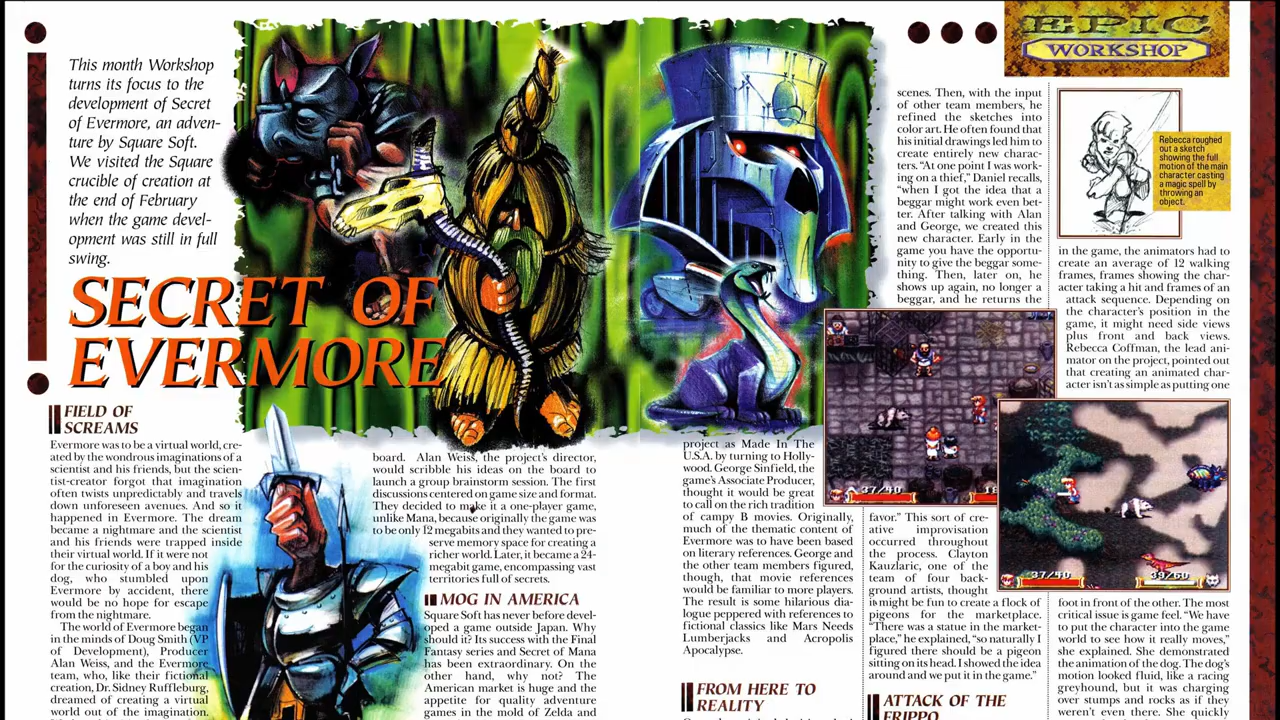 This month Workshop
turns its focus to the
development of Secret
of Evermore, an adven-
ture by Square Soft.
We visited the Square
crucible of creation at
the end of February
when the game devel-
opment was still in full
swing.
SECRET OF
EVERMORE
FIELD OF
SCREAMS
Evermore was to be a virtual world, cre-
ated by the wondrous imaginations of a
scientist and his friends, but the scien-
tist-creator forgot that imagination
often twists unpredictably and travels
down unforeseen avenues. And so it
happened in Evermore. The dream
became a nightmare and the scientist
and his friends were trapped inside
their virtual world. If it were not
for the curiosity of a boy and his
dog, who stumbled upon
Evermore by accident, there
would be no hope for escape
from the nightmare.
The world of Evermore began
in the minds of Doug Smith (VP
of Development), Producer
Alan Weiss, and the Evermore
team, who, like their fictional
creation, Dr. Sidney Ruffleburg,
dreamed of creating a virtual
world out of the imagination.
board. Alan Weiss, the project's director,
would scribble his ideas on the board to
launch a group brainstorm session. The first
discussions centered on game size and format.
They decided to make it a one-player game,
unlike Mana, because originally the game was
to be only 12 megabits and they wanted to pre-
serve memory space for creating a
richer world. Later, it became a 24-
megabit game, encompassing vast
territories full of secrets.
MOG IN AMERICA
Square Soft has never before devel-
oped a game outside Japan. Why
should it? Its success with the Final
Fantasy series and Secret of Mana
has been extraordinary. On the
other hand, why not? The
American market is huge and the
appetite for quality adventure
games in the mold of Zelda and
project as Made In The
U.S.A. by turning to Holly-
wood. George Sinfield, the
game's Associate Producer,
thought it would be great
to call on the rich tradition
of campy B movies. Originally,
much of the thematic content of
Evermore was to have been based
on literary references. George and
the other team members figured,
though, that movie references
would be familiar to more players.
The result is some hilarious dia-
logue peppered with references to
fictional classics like Mars Needs
Lumberjacks and Acropolis
Apocalypse.
FROM HERE TO
REALITY
scenes. Then, with the input
of other team members, he
refined the sketches into
color art. He often found that
his initial drawings led him to
create entirely new charac-
ters. "At one point I was work-
ing on a thief," Daniel recalls,
"when I got the idea that a
beggar might work even bet-
ter. After talking with Alan
and George, we created this
new character. Early in the
game you have the opportu-
nity to give the beggar some-
thing. Then, later on, he
shows up again, no longer a
beggar, and he returns the
favor." This sort of cre-
ative improvisation
occurred throughout
the process. Clayton
Kauzlaric, one of the
team of four back-
ground artists, thought
it might be fun to create a flock of
pigeons for the marketplace.
"There was a statue in the market-
place," he explained, "so naturally I
figured there should be a pigeon
sitting on its head. I showed the idea
around and we put it in the game."
ATTACK OF THE
FRIPPO
EPIC
WORKSHOP
Rebecca roughed
out a sketch
showing the full
motion of the main
character casting
a magic spell by
throwing an
object.
in the game, the animators had to
create an average of 12 walking
frames, frames showing the char-
acter taking a hit and frames of an
attack sequence. Depending on
the character's position in the
game, it might need side views
plus front and back views.
Rebecca Coffman, the lead ani-
mator on the project, pointed out
that creating an animated char-
acter isn't as simple as putting one
37/40
18
37/40
39/60
foot in front of the other. The most
critical issue is game feel. "We have
to put the character into the game
world to see how it really moves,"
she explained. She demonstrated
the animation of the dog. The dog's
motion looked fluid, like a racing
greyhound, but it was charging
over stumps and rocks as if they
weren't even there. She quickly